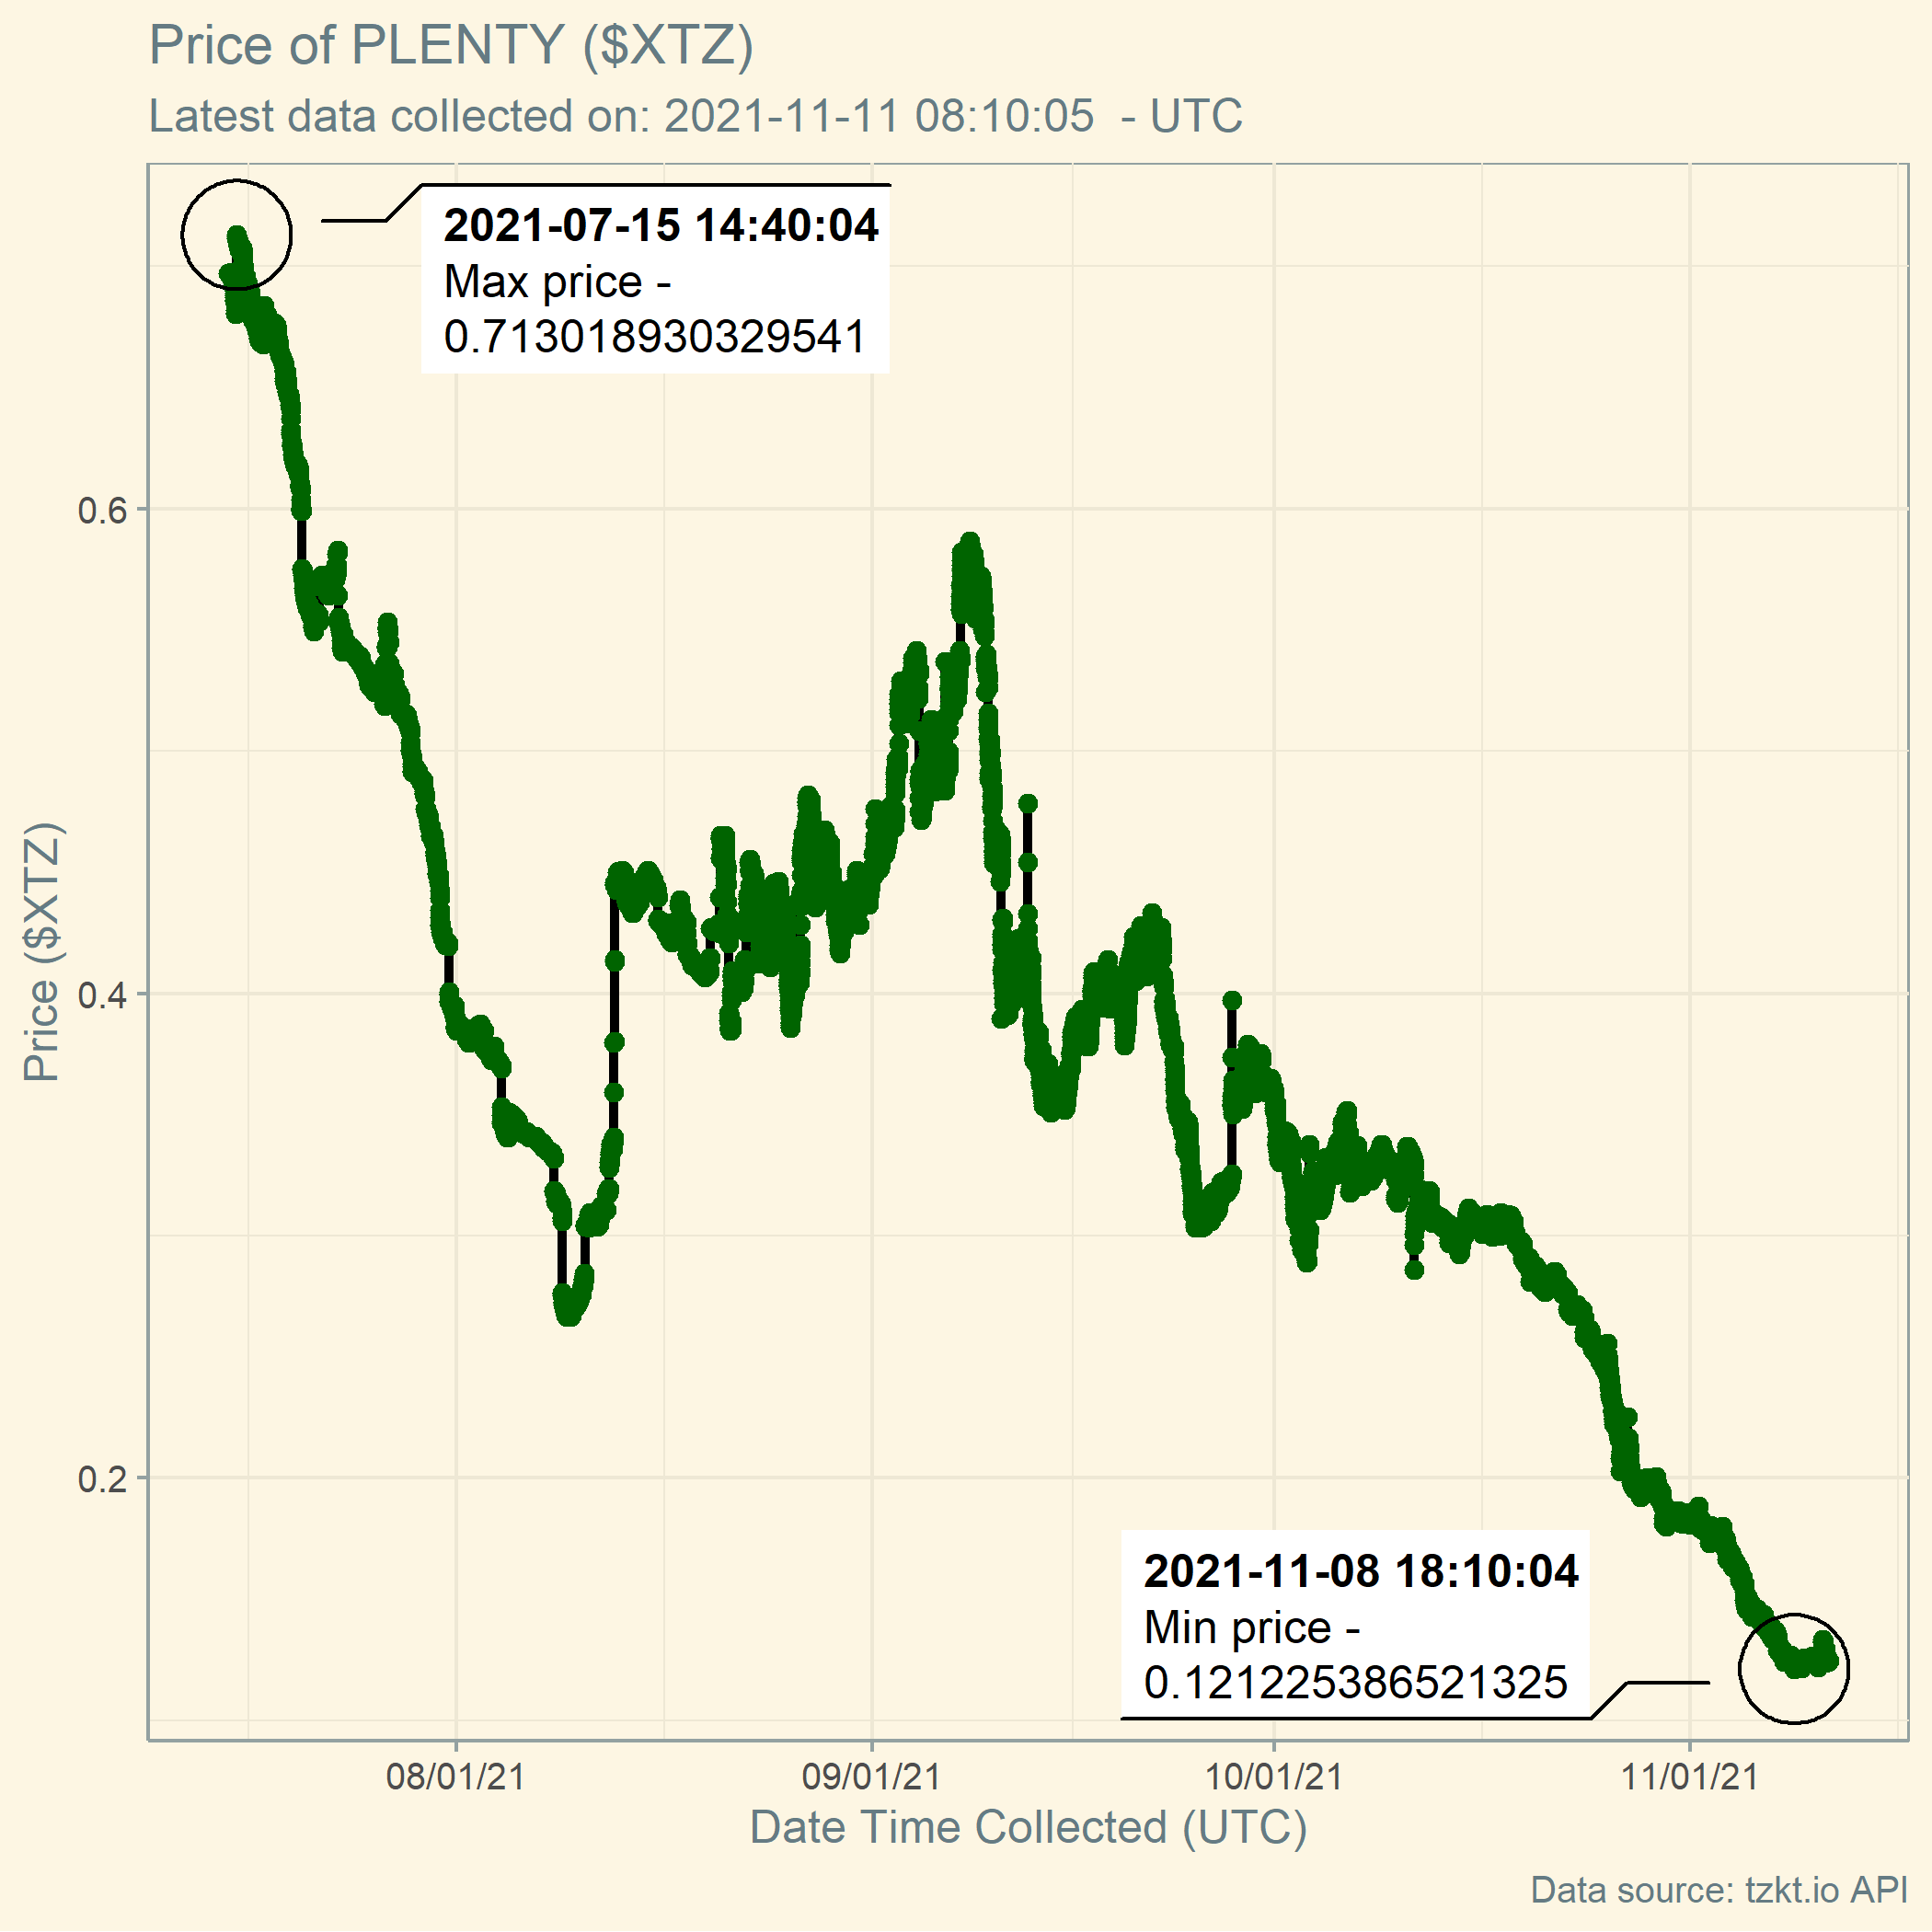 Price of PLENTY ($XTZ)
Latest data collected on: 2021-11-11 08:10:05  - UTC
2021-07-15 14:40:04
Max price -
0.713018930329541
0.6
0.4
0.2
Price ($XTZ)
2021-11-08 18:10:04
Min price -
0.121225386521325
08/01/21
09/01/21
10/01/21
11/01/21
Date Time Collected (UTC)
Data source: tzkt.io API